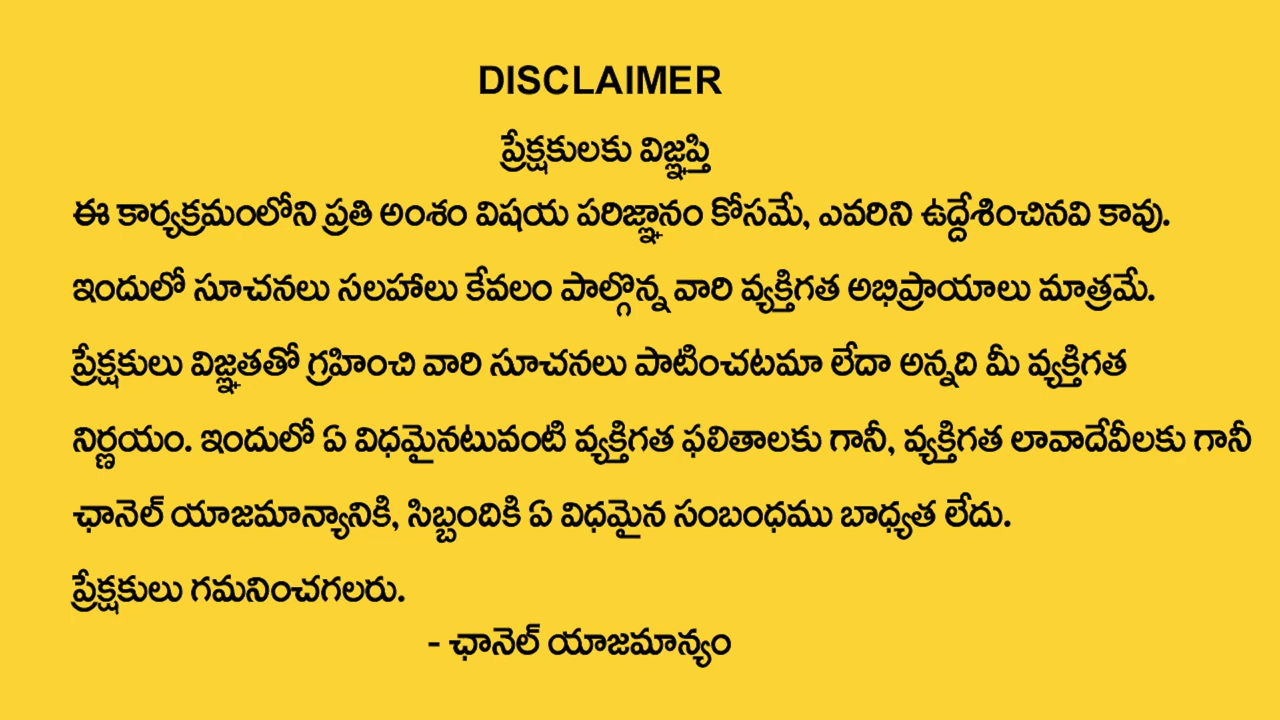 DISCLAIMER
ప్రేక్షకులకు విజ్ఞప్తి
ఈ కార్యక్రమంలోని ప్రతి అంశం విషయ పరిజ్ఞానం కోసమే, ఎవరిని ఉద్దేశించినవి కావు.
ఇందులో సూచనలు సలహాలు కేవలం పాల్గొన్న వారి వ్యక్తిగత అభిప్రాయాలు మాత్రమే.
ప్రేక్షకులు విజ్ఞతతో గ్రహించి వారి సూచనలు పాటించటమా లేదా అన్నది మీ వ్యక్తిగత
నిర్ణయం. ఇందులో ఏ విధమైనటువంటి వ్యక్తిగత ఫలితాలకు గానీ, వ్యక్తిగత లావాదేవీలకు గానీ
ఛానెల్ యాజమాన్యానికి, సిబ్బందికి ఏ విధమైన సంబంధము బాధ్యత లేదు.
ప్రేక్షకులు గమనించగలరు.
- ఛానెల్ యాజమాన్యం